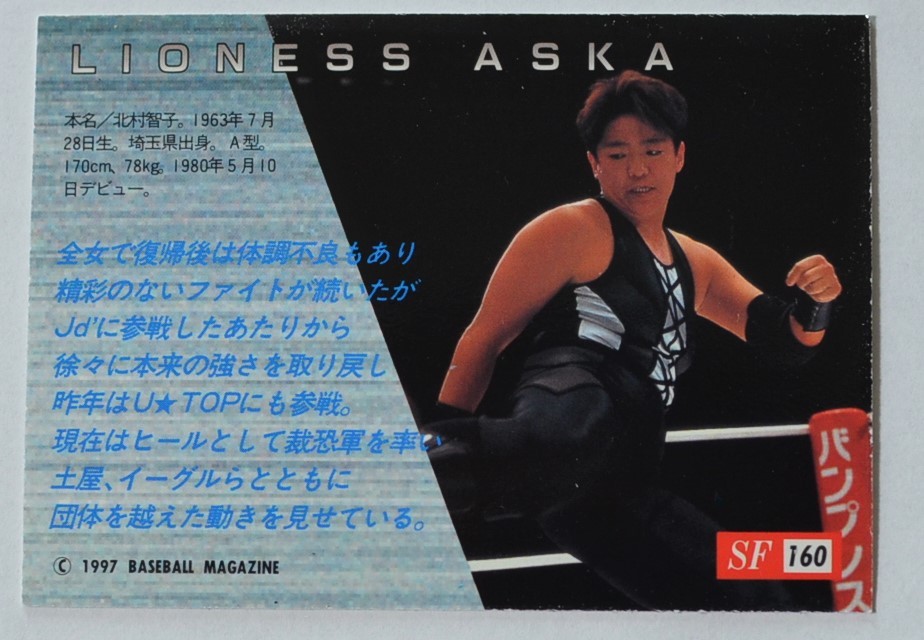 LIONESS ASKA
本名／北村智子。1963年7月
28日生。埼玉県出身。A型。
170cm、78kg。1980年5月10
日デビュー。
全女で復帰後は体調不良もあり
精彩のないファイトが続いたが
Jd'に参戦したあたりから
徐々に本来の強さを取り戻し
昨年はU★TOPにも参戦。
現在はヒールとして裁恐軍を率い
土屋、イーグルらとともに
団体を越えた動きを見せている。
© 1997 BASEBALL MAGAZINE
バンプノス
SF 160